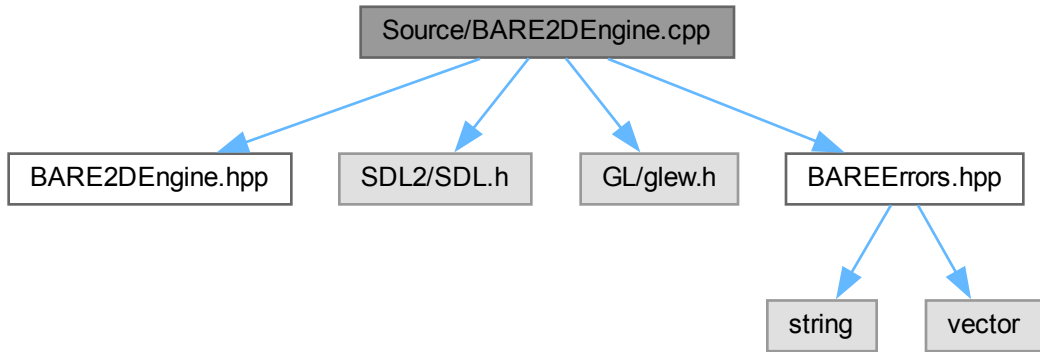 Source/BARE2DEngine.cpp
BARE2DEngine.hpp
SDL2/SDL.h
GL/glew.h
BAREErrors.hpp
string
vector